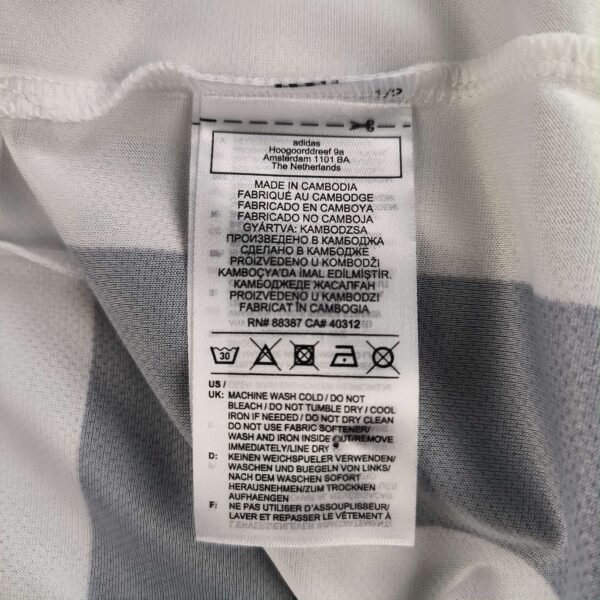 1/2
adidas
Hoogoorddreef 9a
Amsterdam 1101 BA
The Netherlands
MADE IN CAMBODIA
FABRIQUÉ AU CAMBODGE
FABRICADO EN CAMBOYA
FABRICADO NO CAMBOJA
GYÁRTVA: KAMBODZSA
ПРОИЗВЕДЕНО В КАМБОДЖА
СДЕЛАНО В КАМБОДЖЕ
PROIZVEDENO U KOMBODŽI
KAMBOÇYA'DA İMAL EDİLMİŞTİR.
КАМБОДЖЕДЕ ЖАСАЛҒАН
PROIZVEDENO U KAMBODZI
FABRICAT ÎN CAMBOGIA
RN# 88387 CA# 40312
30
US /
UK: MACHINE WASH COLD / DO NOT
BLEACH / DO NOT TUMBLE DRY / COOL
IRON IF NEEDED / DO NOT DRY CLEAN
DO NOT USE FABRIC SOFTENER/
WASH AND IRON INSIDE OUT/REMOVE
IMMEDIATELY/LINE DRY
D: KEINEN WEICHSPUELER VERWENDEN/
WASCHEN UND BUEGELN VON LINKS/
NACH DEM WASCHEN SOFORT
HERAUSNEHMEN/ZUM TROCKNEN
AUFHAENGEN
F: NE PAS UTILISER D'ASSOUPLISSEUR/
LAVER ET REPASSER LE VÊTEMENT À